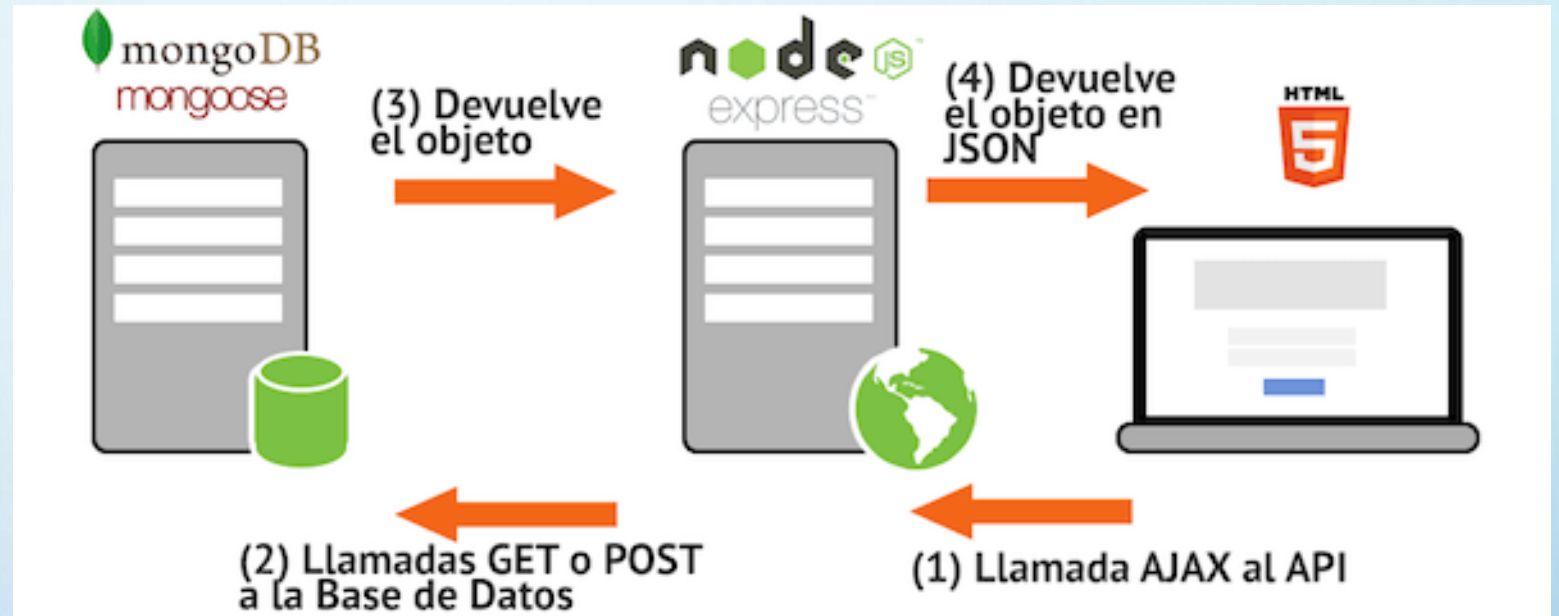 mongoDB
mongoose
(3) Devuelve
el objeto
node JS
express
(4) Devuelve
el objeto en
JSON
HTML
5
(2) Llamadas GET o POST
a la Base de Datos
(1) Llamada AJAX al API